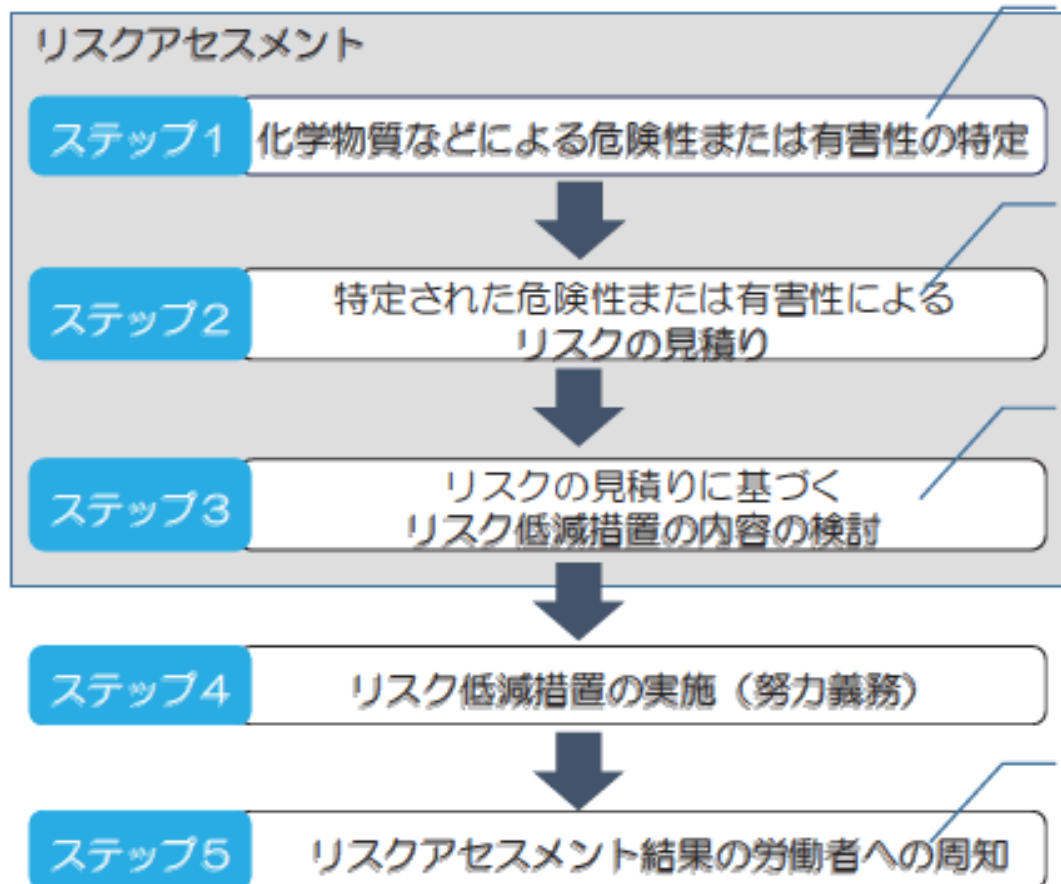 リスクアセスメント
ステップ1 化学物質などによる危険性または有害性の特定
ステップ2 特定された危険性または有害性による
リスクの見積り
ステップ3 リスクの見積りに基づく
リスク低減措置の内容の検討
ステップ4 リスク低減措置の実施（努力義務）
ステップ5 リスクアセスメント結果の労働者への周知